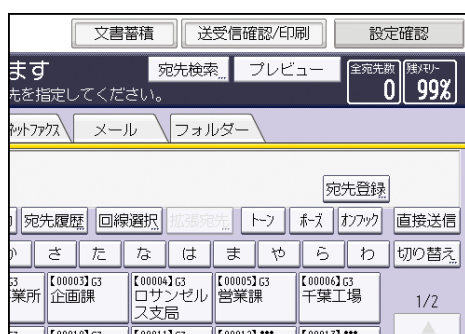 文書蓄積 送受信確認/印刷 設定確認
ます 宛先検索 プレビュー 全宛先数 残メモリー
先を指定してください。 0 99%
ネットファクス メール フォルダー
宛先登録
宛先履歴 回線選択 拡張宛先 トーン ポーズ オンフック 直接送信
か さ た な は ま や ら わ 切り替え
G3 【00003】G3 【00004】G3 【00005】G3 【00006】G3
業所 企画課 ロサンゼルス支局 営業課 千葉工場 1/2